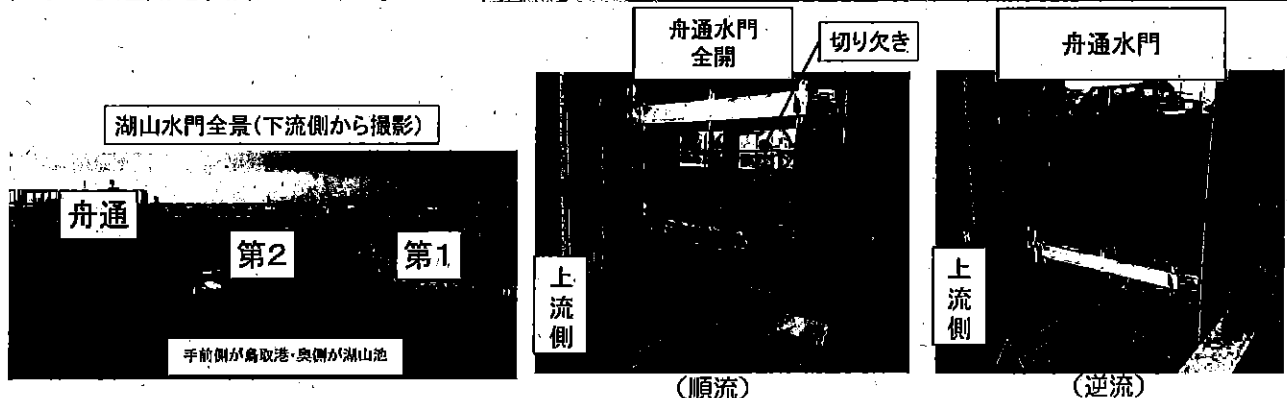 湖山水門全景(下流側から撮影)
舟通
第2
第1
手前側が鳥取港・奥側が湖山池
舟通水門
全開
切り欠き
上流側
(順流)
舟通水門
上流側
(逆流)